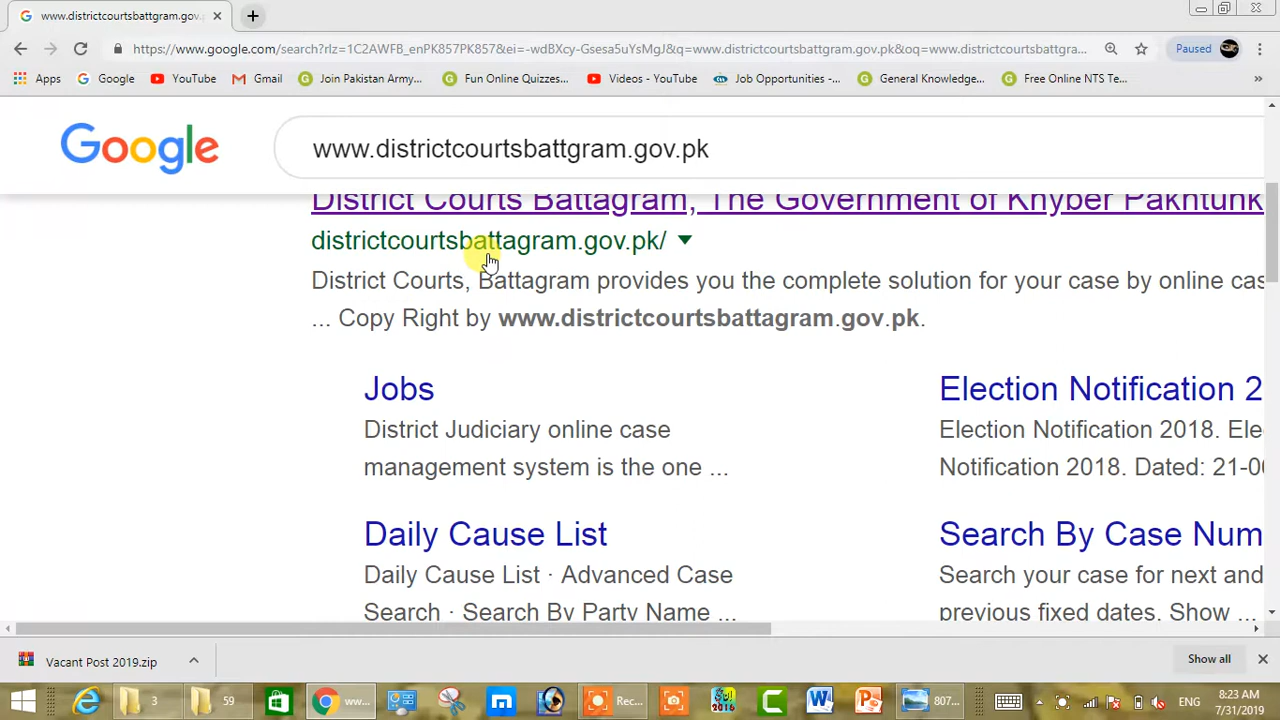 www.districtcourtsbattgram.gov.
https://www.google.com/search?rlz=1C2AWFB_enPK857PK857&ei=-wdBXcy-Gsesa5uYsMgJ&q=www.districtcourtsbattgram.gov.pk&oq=www.districtcourtsbattgra...
Paused
Apps Google YouTube Gmail Join Pakistan Army... Fun Online Quizzes... Videos - YouTube Job Opportunities -... General Knowledge... Free Online NTS Te... »
Google
www.districtcourtsbattgram.gov.pk
District Courts Battagram, The Government of Khyber Pakhtunk
districtcourtsbattagram.gov.pk/
District Courts, Battagram provides you the complete solution for your case by online cas
... Copy Right by www.districtcourtsbattagram.gov.pk.
Jobs
District Judiciary online case
management system is the one ...
Election Notification 2
Election Notification 2018. Ele
Notification 2018. Dated: 21-0
Daily Cause List
Daily Cause List · Advanced Case
Search · Search By Party Name ...
Search By Case Num
Search your case for next and
previous fixed dates. Show ...
Vacant Post 2019.zip
Show all
3 59 ww... Rec... 2016 807... ENG
8:23 AM
7/31/2019